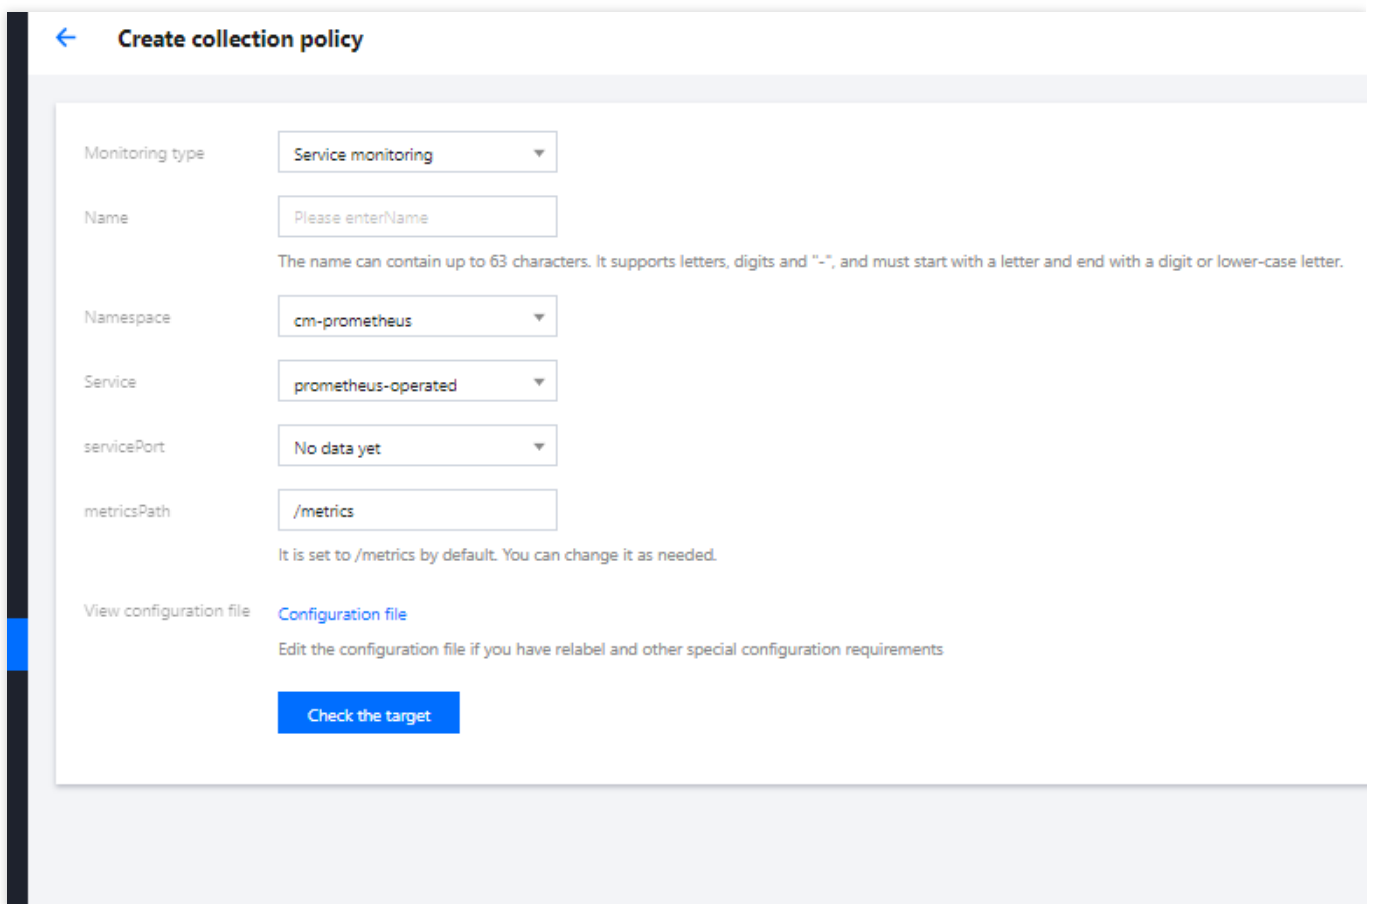 Create collection policy
Monitoring type
Service monitoring
Name
Please enterName
The name can contain up to 63 characters. It supports letters, digits and "-", and must start with a letter and end with a digit or lower-case letter.
Namespace
cm-prometheus
Service
prometheus-operated
servicePort
No data yet
metricsPath
/metrics
It is set to /metrics by default. You can change it as needed.
View configuration file
Configuration file
Edit the configuration file if you have relabel and other special configuration requirements
Check the target